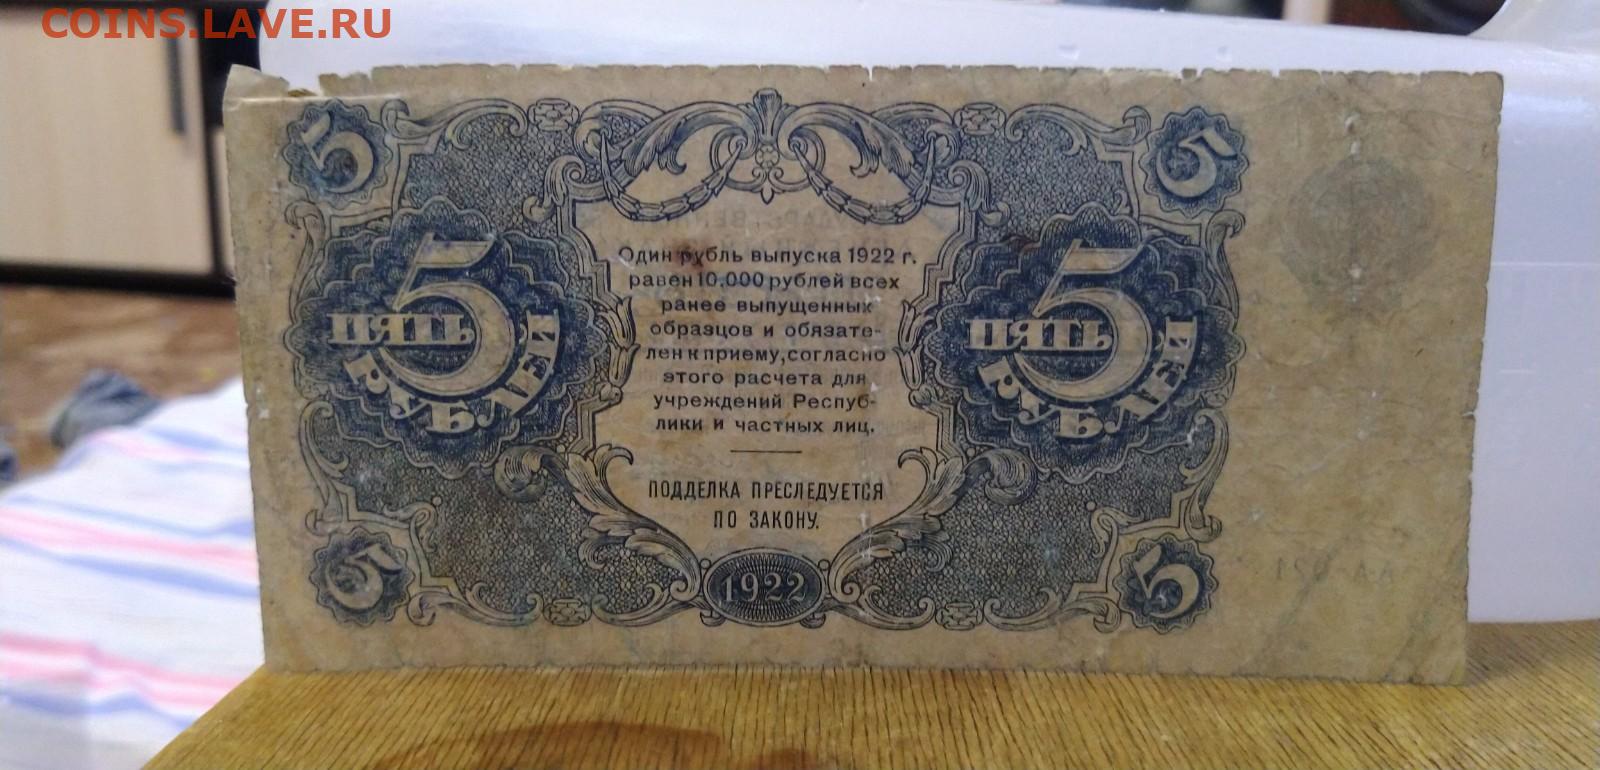 COINS.LAVE.RU
5 5
Один рубль выпуска 1922 г.
равен 10.000 рублей всех
ранее выпущенных
образцов и обязате-
лен к приему, согласно
этого расчета для
учреждений Респуб-
лики и частных лиц.
5 ПЯТЬ РУБЛЕЙ
5 ПЯТЬ РУБЛЕЙ
ПОДДЕЛКА ПРЕСЛЕДУЕТСЯ
ПО ЗАКОНУ.
5 1922 5